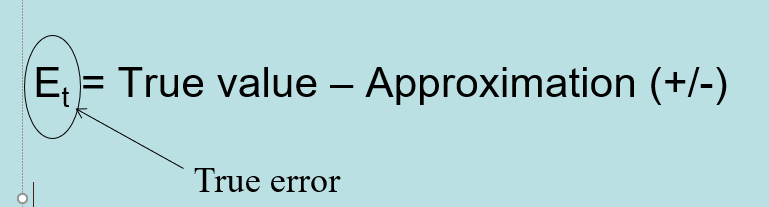 Et = True value – Approximation (+/-)
True error